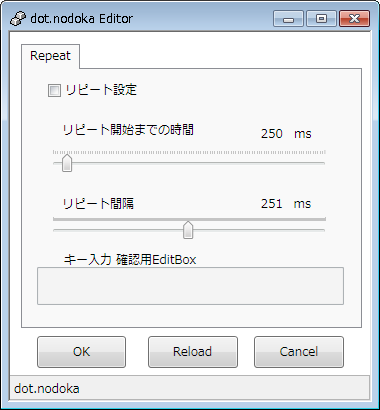 dot.nodoka Editor
Repeat
リピート設定
リピート開始までの時間 250 ms
リピート間隔 251 ms
キー入力 確認用EditBox
OK Reload Cancel
dot.nodoka